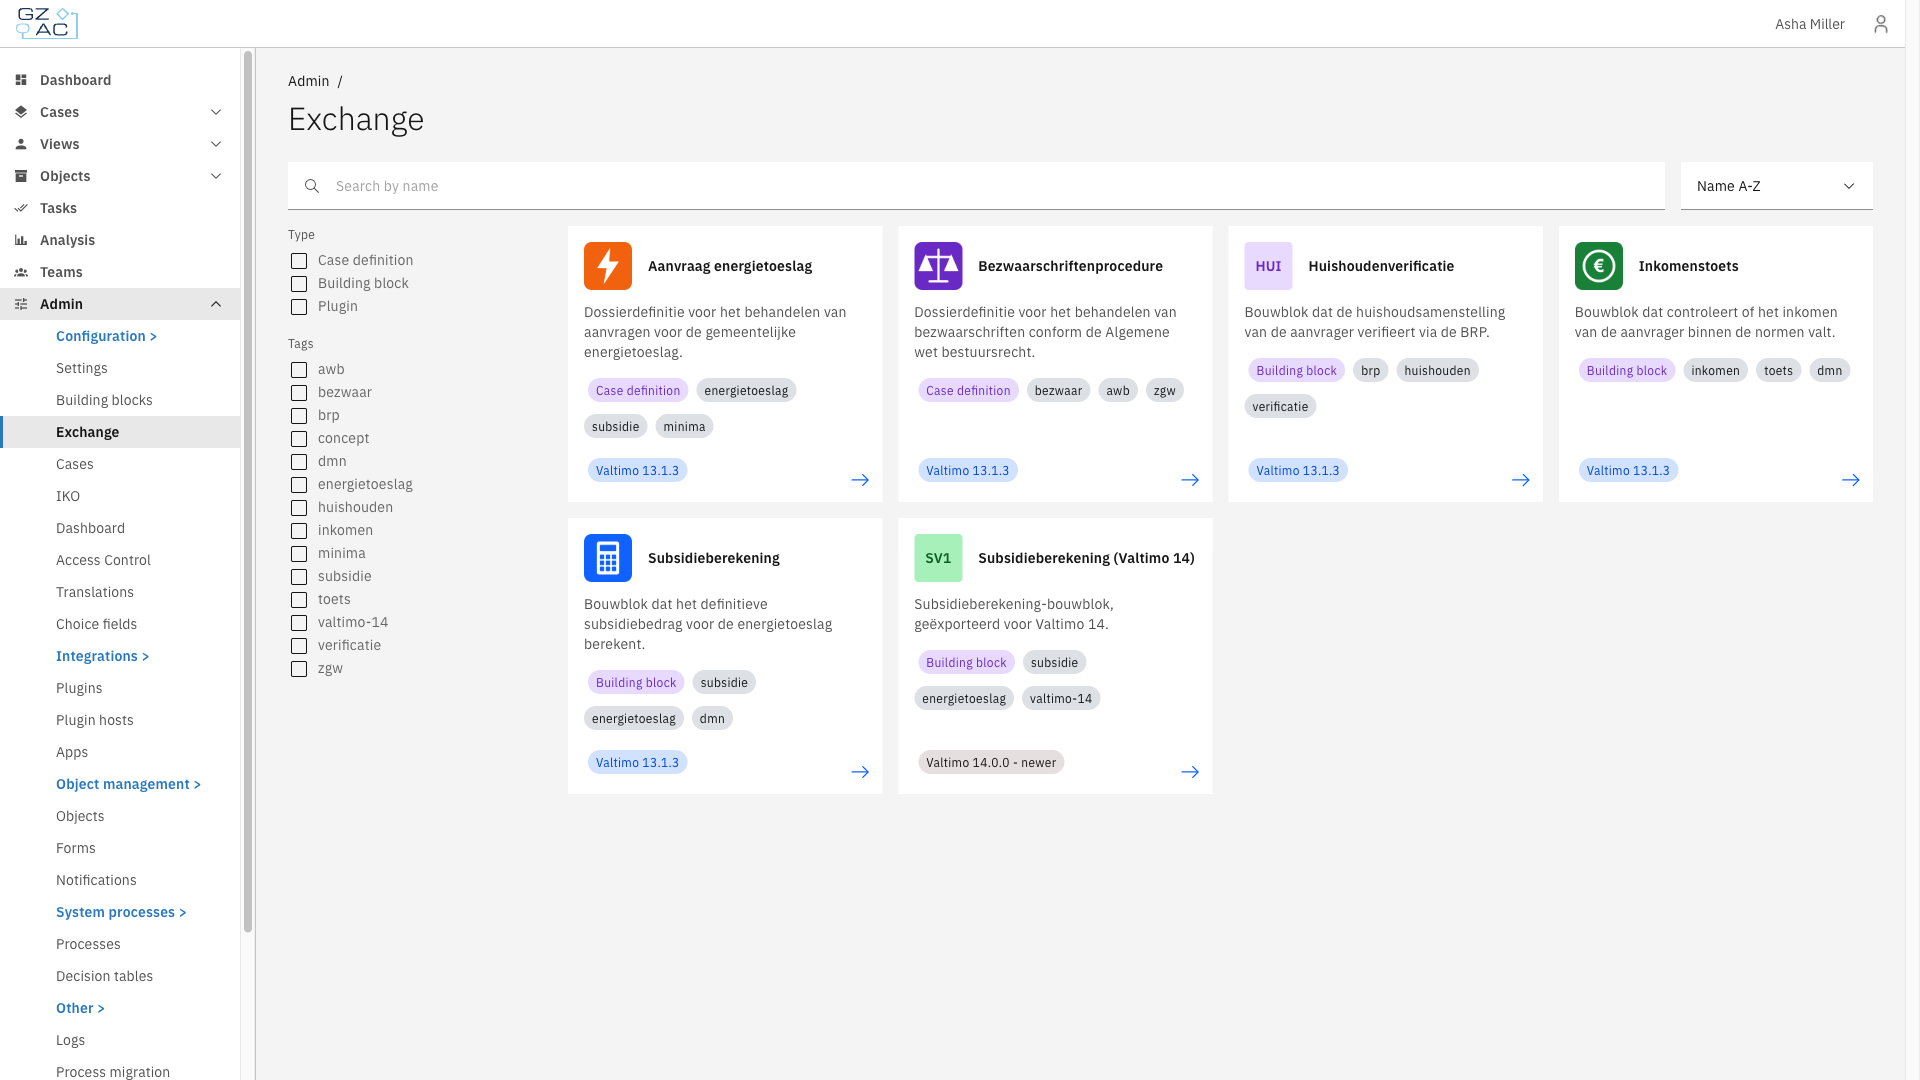 GZAC
Asha Miller
Dashboard
Cases
Views
Objects
Tasks
Analysis
Teams
Admin
Configuration >
Settings
Building blocks
Exchange
Cases
IKO
Dashboard
Access Control
Translations
Choice fields
Integrations >
Plugins
Plugin hosts
Apps
Object management >
Objects
Forms
Notifications
System processes >
Processes
Decision tables
Other >
Logs
Process migration
Admin /
Exchange
Search by name
Name A-Z
Type
Case definition
Building block
Plugin
Tags
awb
bezwaar
brp
concept
dmn
energietoeslag
huishouden
inkomen
minima
subsidie
toets
valtimo-14
verificatie
zgw
Aanvraag energietoeslag
Dossierdefinitie voor het behandelen van
aanvragen voor de gemeentelijke
energietoeslag.
Case definition energietoeslag
subsidie minima
Valtimo 13.1.3
Bezwaarschriftenprocedure
Dossierdefinitie voor het behandelen van
bezwaarschriften conform de Algemene
wet bestuursrecht.
Case definition bezwaar awb zgw
Valtimo 13.1.3
HUI Huishoudenverificatie
Bouwblok dat de huishoudsamenstelling
van de aanvrager verifieert via de BRP.
Building block brp huishouden
verificatie
Valtimo 13.1.3
€ Inkomenstoets
Bouwblok dat controleert of het inkomen
van de aanvrager binnen de normen valt.
Building block inkomen toets dmn
Valtimo 13.1.3
Subsidieberekening
Bouwblok dat het definitieve
subsidiebedrag voor de energietoeslag
berekent.
Building block subsidie
energietoeslag dmn
Valtimo 13.1.3
SV1 Subsidieberekening (Valtimo 14)
Subsidieberekening-bouwblok,
geëxporteerd voor Valtimo 14.
Building block subsidie
energietoeslag valtimo-14
Valtimo 14.0.0 - newer